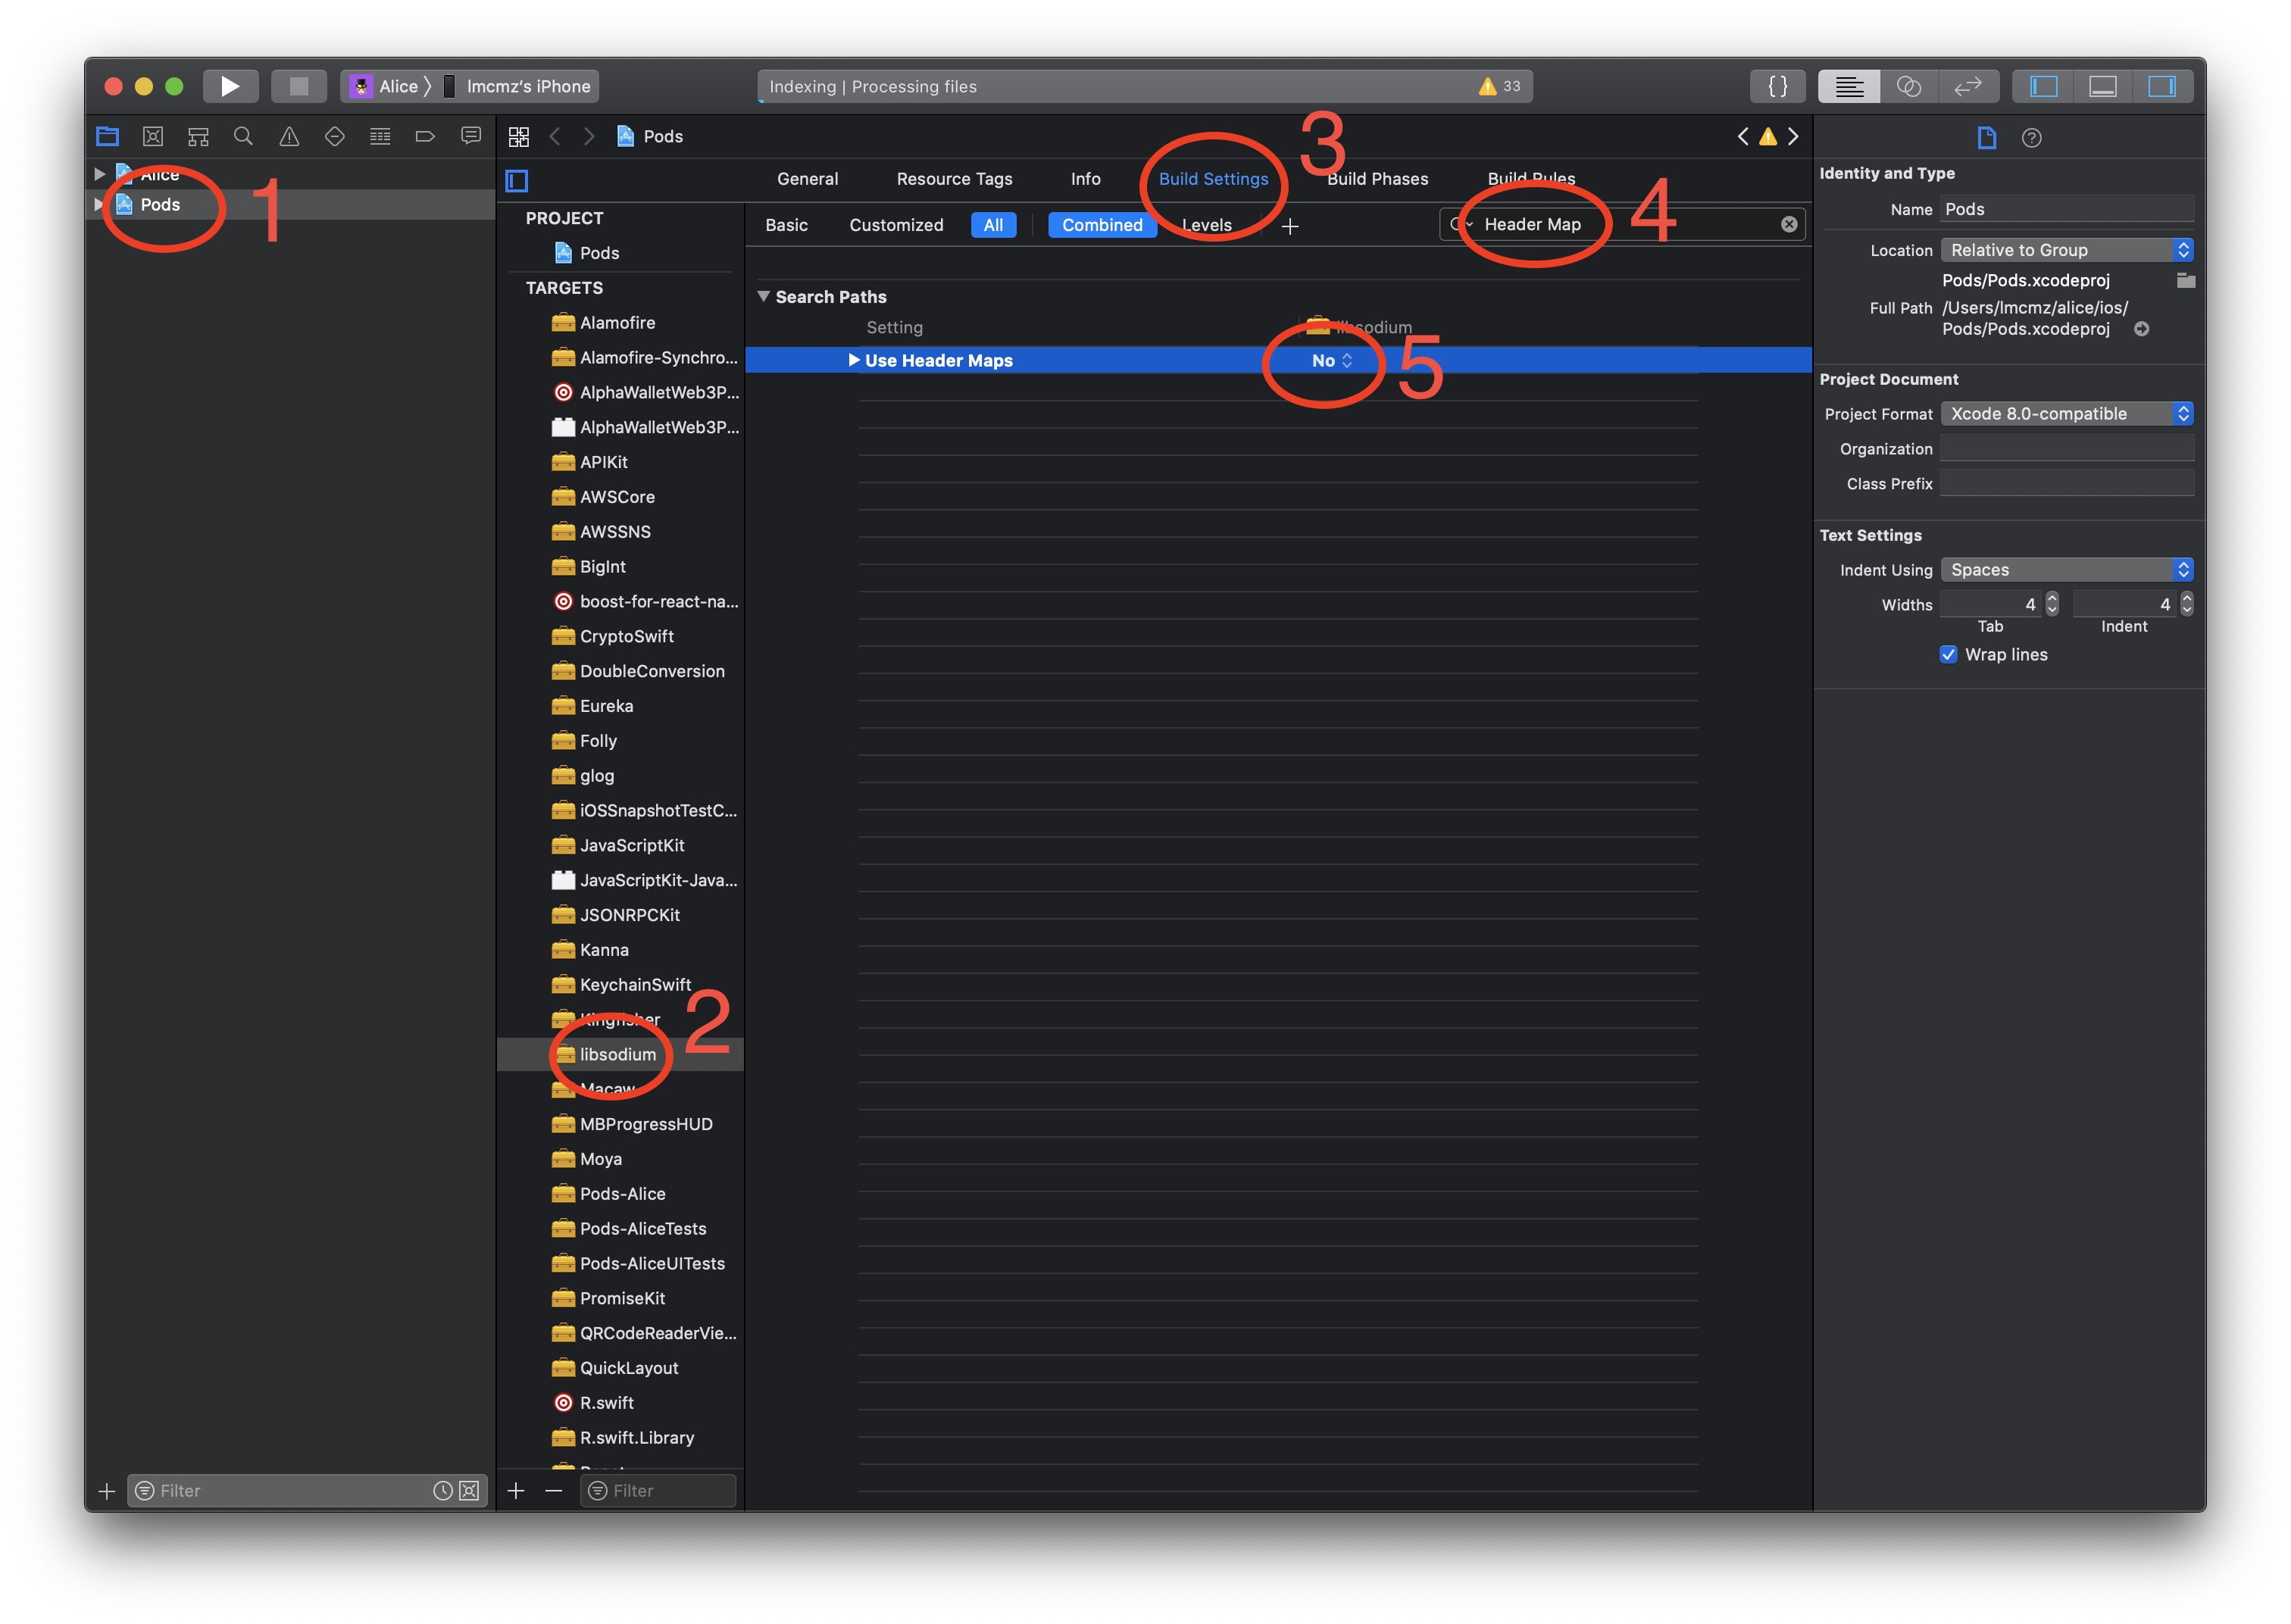 Alice
lmcmz's iPhone
Indexing | Processing files
33
{ }
Pods
Alice
Pods
1
3
General
Resource Tags
Info
Build Settings
Build Phases
Build Rules
PROJECT
Pods
TARGETS
Alamofire
Alamofire-Synchro...
AlphaWalletWeb3P...
AlphaWalletWeb3P...
APIKit
AWSCore
AWSSNS
BigInt
boost-for-react-na...
CryptoSwift
DoubleConversion
Eureka
Folly
glog
iOSSnapshotTestC...
JavaScriptKit
JavaScriptKit-Java...
JSONRPCKit
Kanna
KeychainSwift
Kingfisher
libsodium
2
Macaw
MBProgressHUD
Moya
Pods-Alice
Pods-AliceTests
Pods-AliceUITests
PromiseKit
QRCodeReaderVie...
QuickLayout
R.swift
R.swift.Library
Basic
Customized
All
Combined
Levels
Header Map
4
Search Paths
Setting
libsodium
Use Header Maps
No
5
Identity and Type
Name Pods
Location Relative to Group
Pods/Pods.xcodeproj
Full Path /Users/lmcmz/alice/ios/
Pods/Pods.xcodeproj
Project Document
Project Format Xcode 8.0-compatible
Organization
Class Prefix
Text Settings
Indent Using Spaces
Widths 4 4
Tab Indent
Wrap lines
Filter
Filter